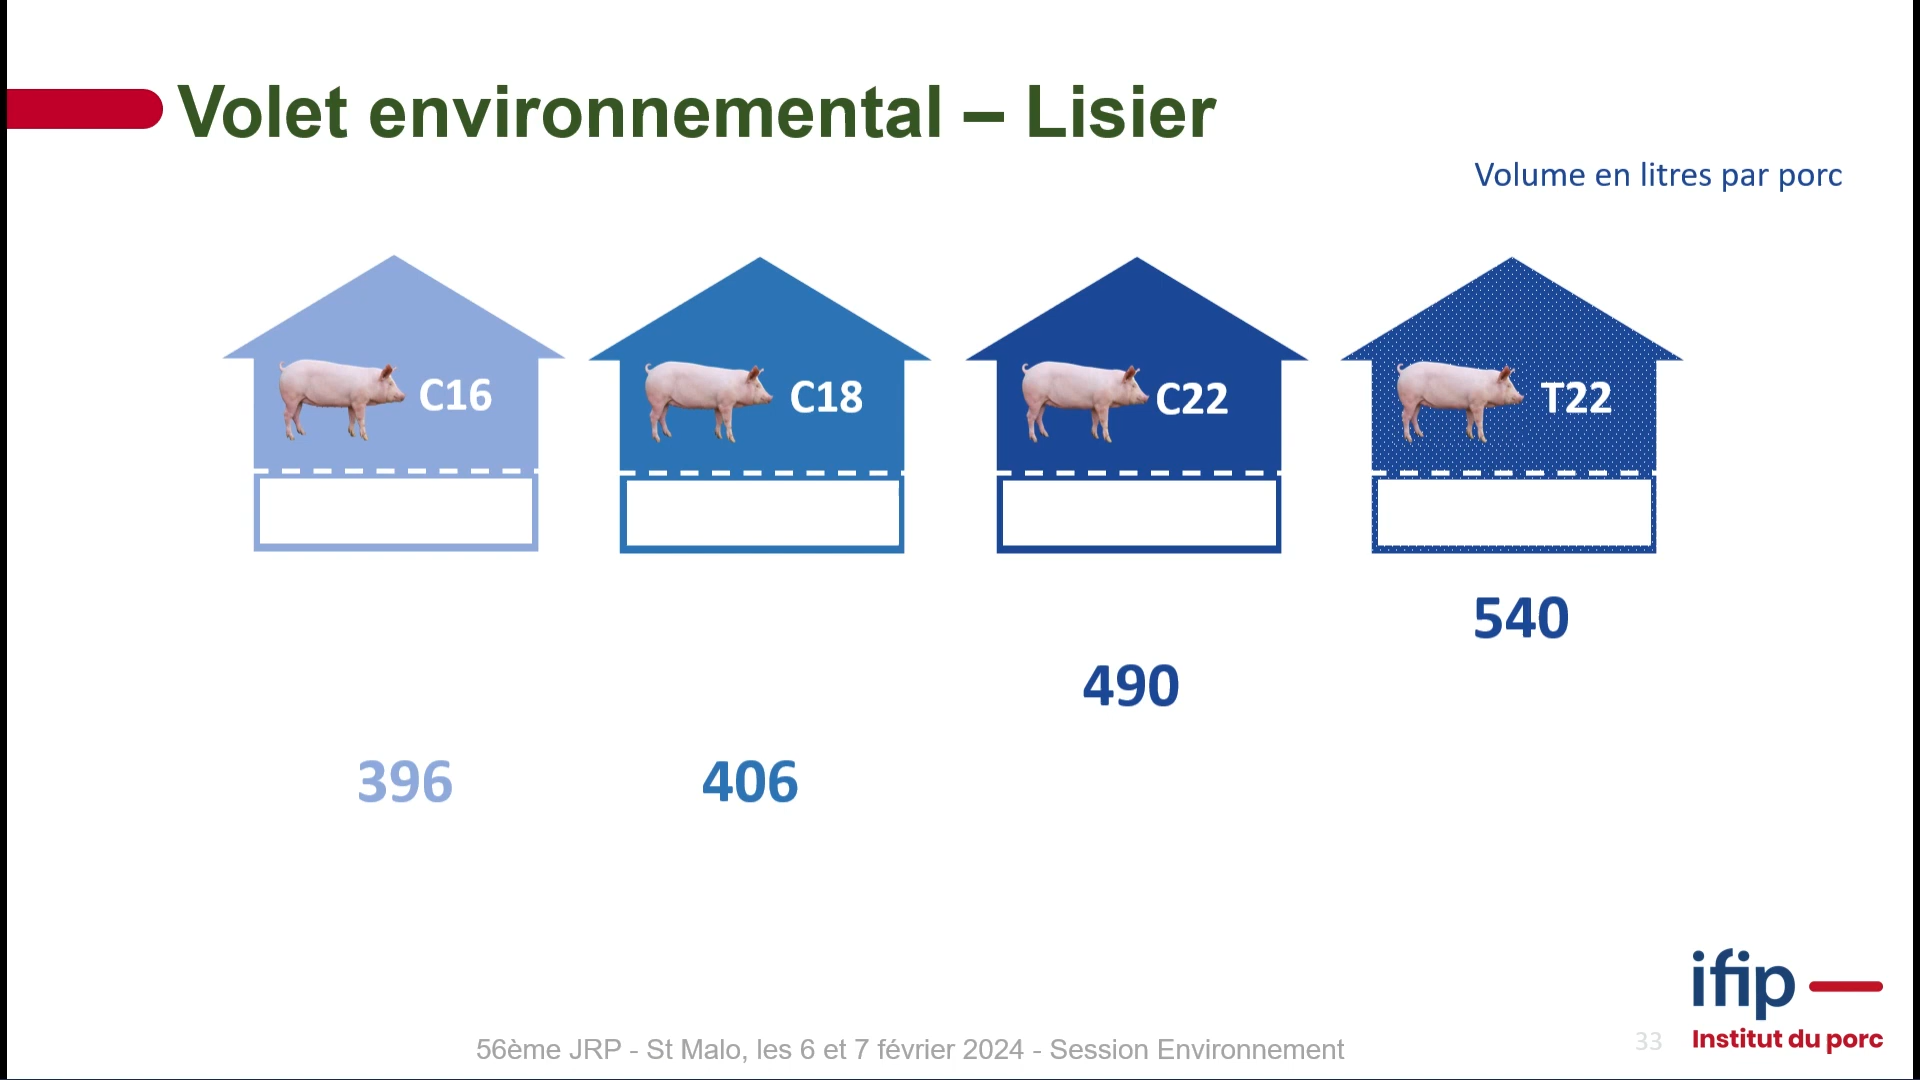 Volet environnemental – Lisier
Volume en litres par porc
C16
C18
C22
T22
540
490
396
406
ifip
Institut du porc
56ème JRP - St Malo, les 6 et 7 février 2024 - Session Environnement
33